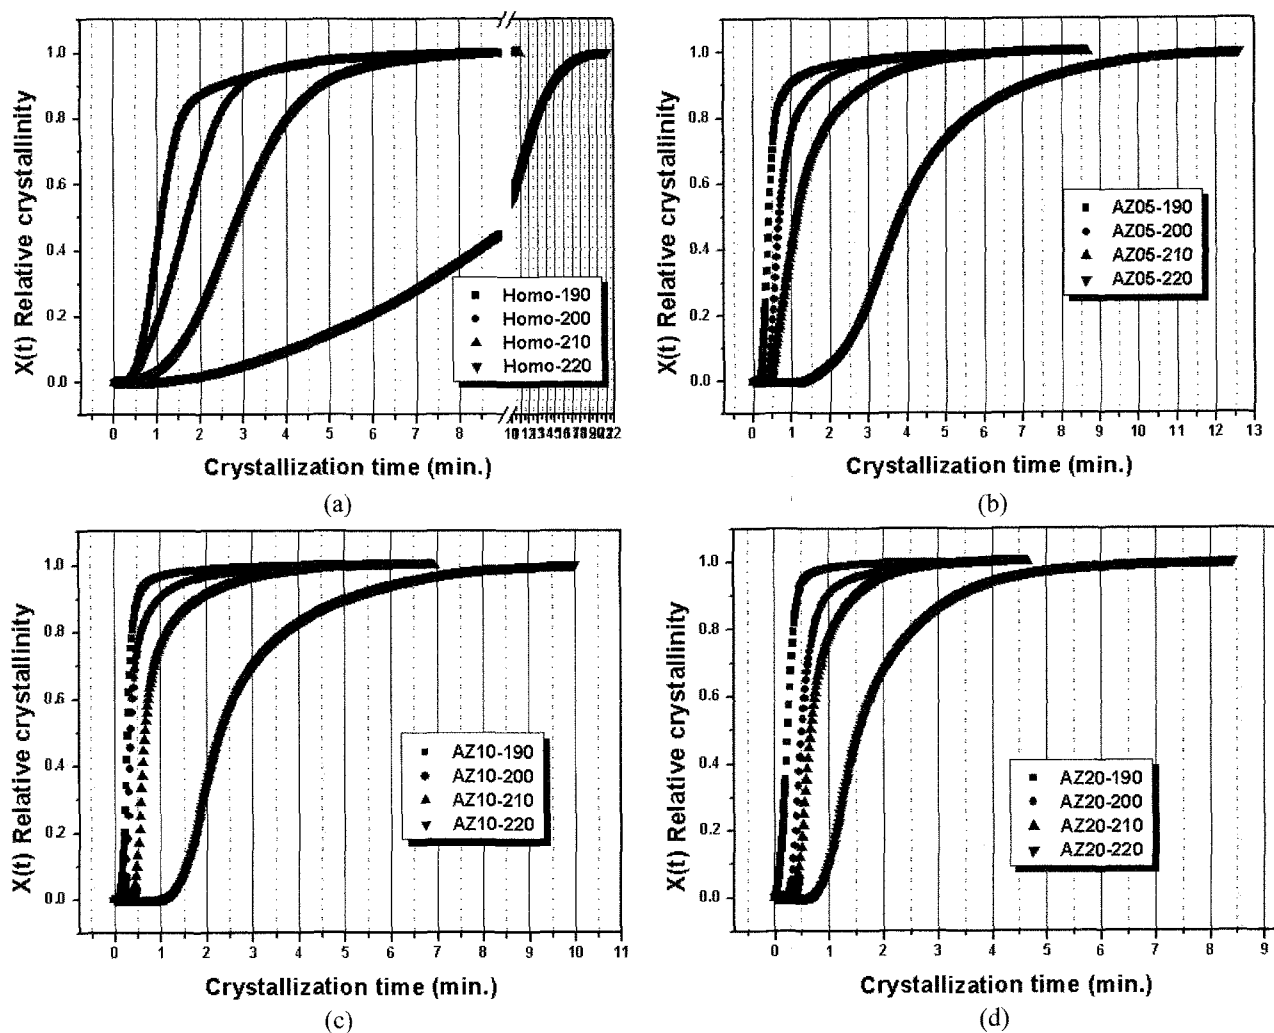 X(t) Relative crystallinity
1.0
0.8
0.6
0.4
0.2
0.0
Homo-190
Homo-200
Homo-210
Homo-220
0 1 2 3 4 5 6 7 8
Crystallization time (min.)
(a)
X(t) Relative crystallinity
1.0
0.8
0.6
0.4
0.2
0.0
AZ05-190
AZ05-200
AZ05-210
AZ05-220
0 1 2 3 4 5 6 7 8 9 10 11 12 13
Crystallization time (min.)
(b)
X(t) Relative crystallinity
1.0
0.8
0.6
0.4
0.2
0.0
AZ10-190
AZ10-200
AZ10-210
AZ10-220
0 1 2 3 4 5 6 7 8 9 10 11
Crystallization time (min.)
(c)
X(t) Relative crystallinity
1.0
0.8
0.6
0.4
0.2
0.0
AZ20-190
AZ20-200
AZ20-210
AZ20-220
0 1 2 3 4 5 6 7 8 9
Crystallization time (min.)
(d)